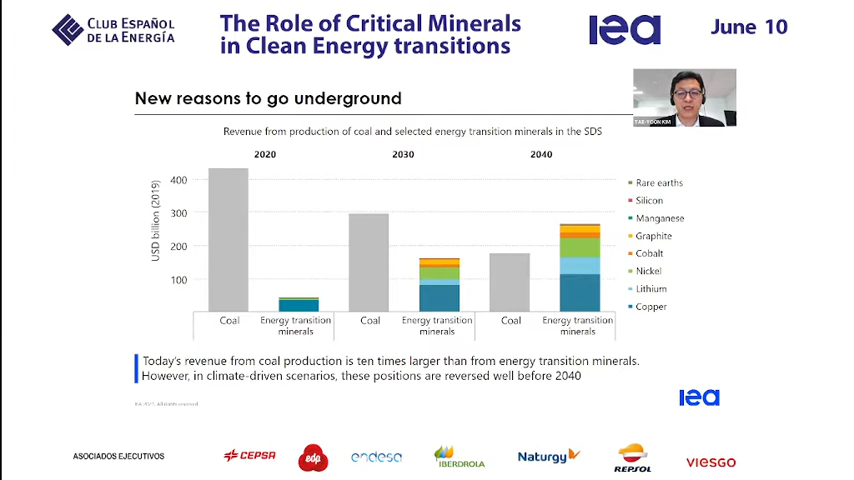 CLUB ESPAÑOL
DE LA ENERGÍA
The Role of Critical Minerals
in Clean Energy transitions
iea
June 10
New reasons to go underground
TAE-YOON KIM
Revenue from production of coal and selected energy transition minerals in the SDS
2020
2030
2040
USD billion (2019)
400
300
200
100
Coal
Energy transition
minerals
Coal
Energy transition
minerals
Coal
Energy transition
minerals
Rare earths
Silicon
Manganese
Graphite
Cobalt
Nickel
Lithium
Copper
Today's revenue from coal production is ten times larger than from energy transition minerals.
However, in climate-driven scenarios, these positions are reversed well before 2040
All rights reserved
iea
ASOCIADOS EJECUTIVOS
CEPSA
edp
endesa
IBERDROLA
Naturgy
REPSOL
VIESGO